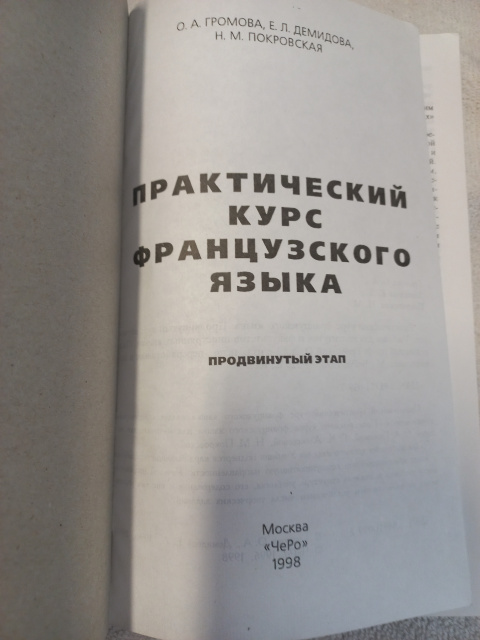 О. А. ГРОМОВА, Е. Л. ДЕМИДОВА,
Н. М. ПОКРОВСКАЯ
ПРАКТИЧЕСКИЙ
КУРС
ФРАНЦУЗСКОГО
ЯЗЫКА
ПРОДВИНУТЫЙ ЭТАП
Москва
«ЧеРо»
1998